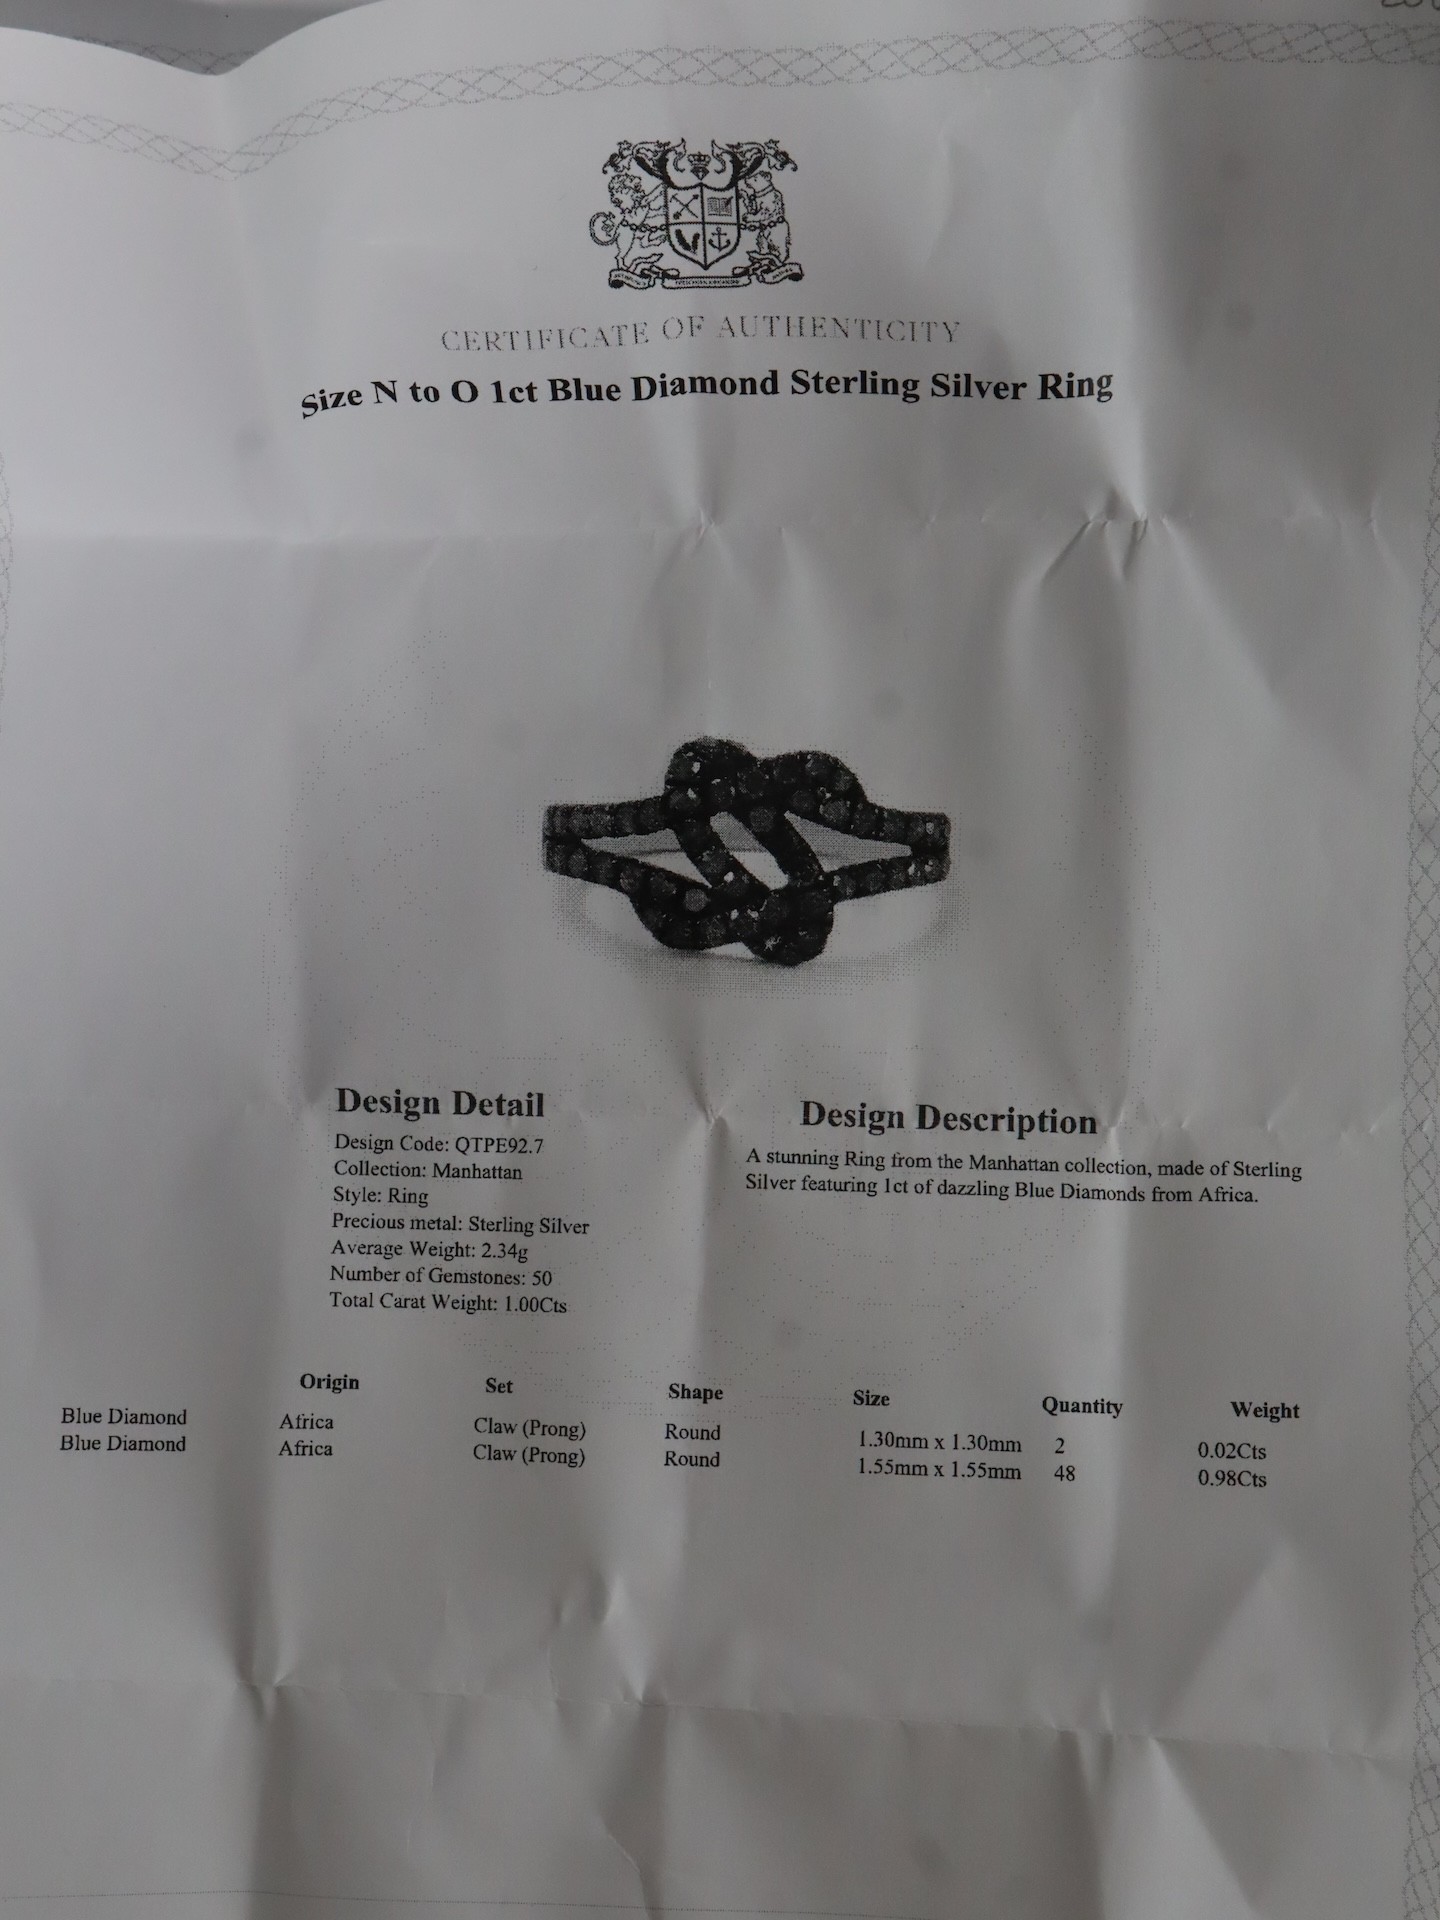 CERTIFICATE OF AUTHENTICITY
Size N to O 1ct Blue Diamond Sterling Silver Ring
Design Detail
Design Code: QTPE92.7
Collection: Manhattan
Style: Ring
Precious metal: Sterling Silver
Average Weight: 2.34g
Number of Gemstones: 50
Total Carat Weight: 1.00Cts
Design Description
A stunning Ring from the Manhattan collection, made of Sterling
Silver featuring 1ct of dazzling Blue Diamonds from Africa.
Origin Set Shape Size Quantity Weight
Blue Diamond Africa Claw (Prong) Round 1.30mm x 1.30mm 2 0.02Cts
Blue Diamond Africa Claw (Prong) Round 1.55mm x 1.55mm 48 0.98Cts